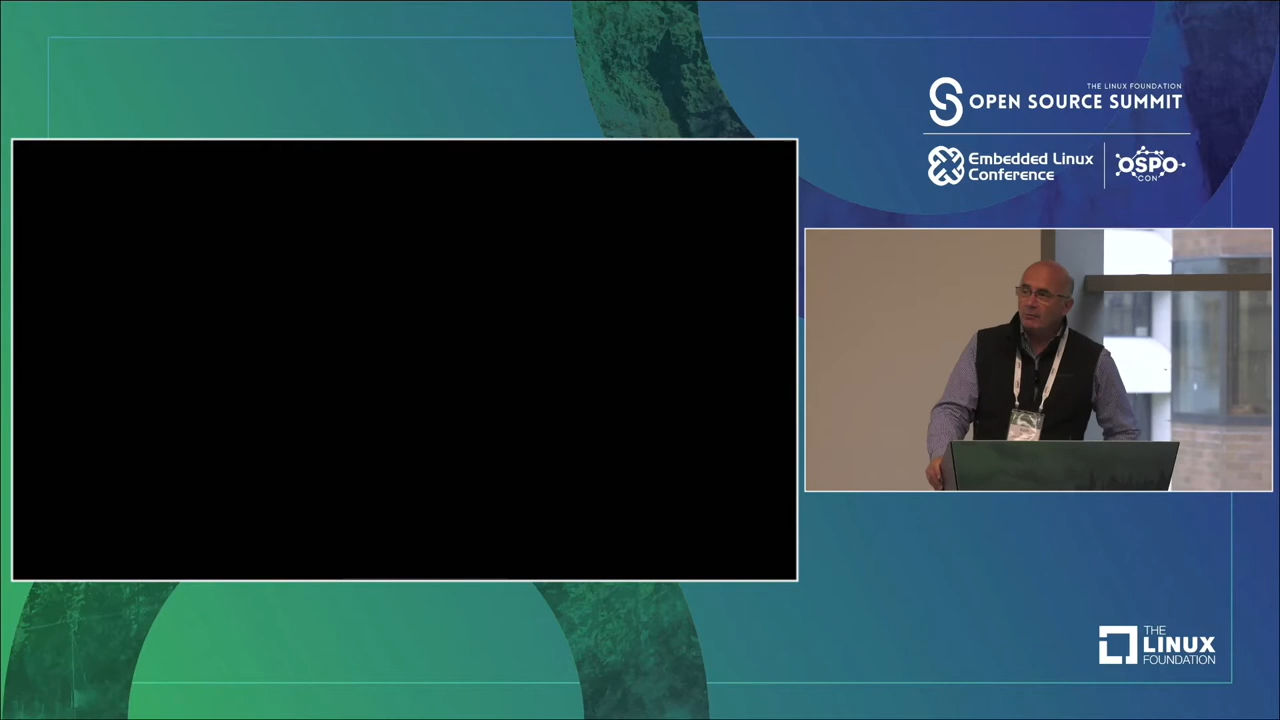 THE LINUX FOUNDATION
OPEN SOURCE SUMMIT
Embedded Linux
Conference
OSPO
CON
THE
LINUX
FOUNDATION